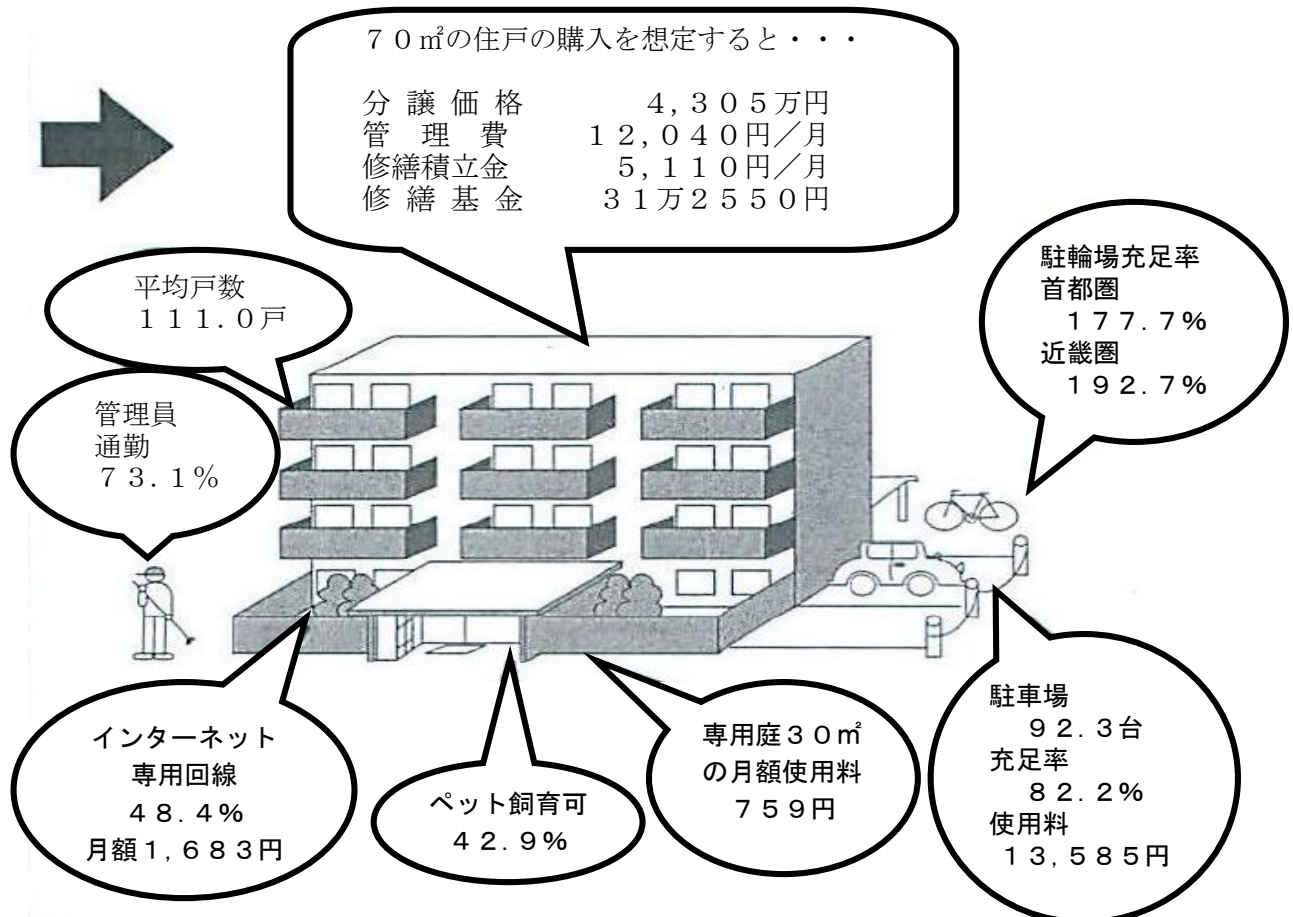 ７０㎡の住戸の購入を想定すると・・・
分譲価格　４,３０５万円
管理費　１２,０４０円／月
修繕積立金　５,１１０円／月
修繕基金　３１万２５５０円
平均戸数
１１１.０戸
管理員
通勤
７３.１％
駐輪場充足率
首都圏
１７７.７％
近畿圏
１９２.７％
インターネット
専用回線
４８.４％
月額１,６８３円
ペット飼育可
４２.９％
専用庭３０㎡
の月額使用料
７５９円
駐車場
９２.３台
充足率
８２.２％
使用料
１３,５８５円